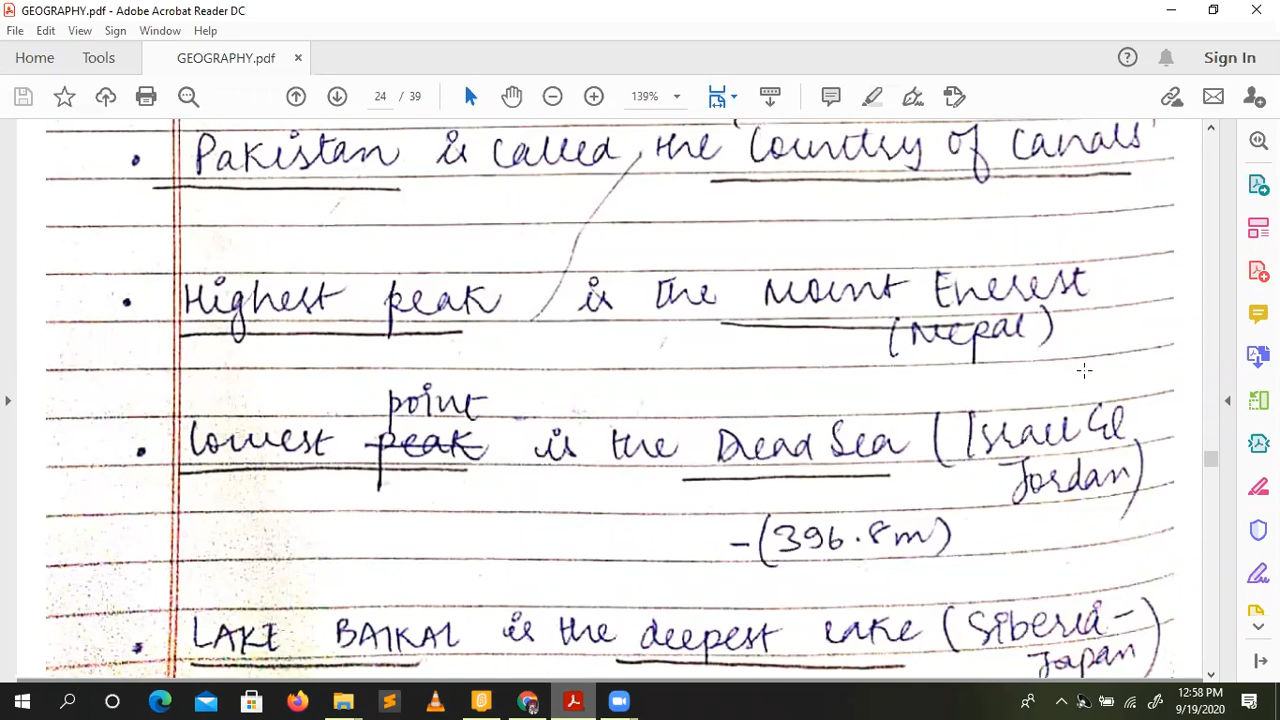 GEOGRAPHY.pdf - Adobe Acrobat Reader DC
File Edit View Sign Window Help
Home Tools GEOGRAPHY.pdf × Sign In
24 / 39 139%
• Pakistan is called the 'Country of Canals'
• Highest peak is the Mount Everest
(Nepal)
point
• Lowest peak is the Dead Sea (Israel &
Jordan)
-(396.8m)
• LAKE BAIKAL is the deepest lake (Siberia-
Japan)
12:58 PM
9/19/2020